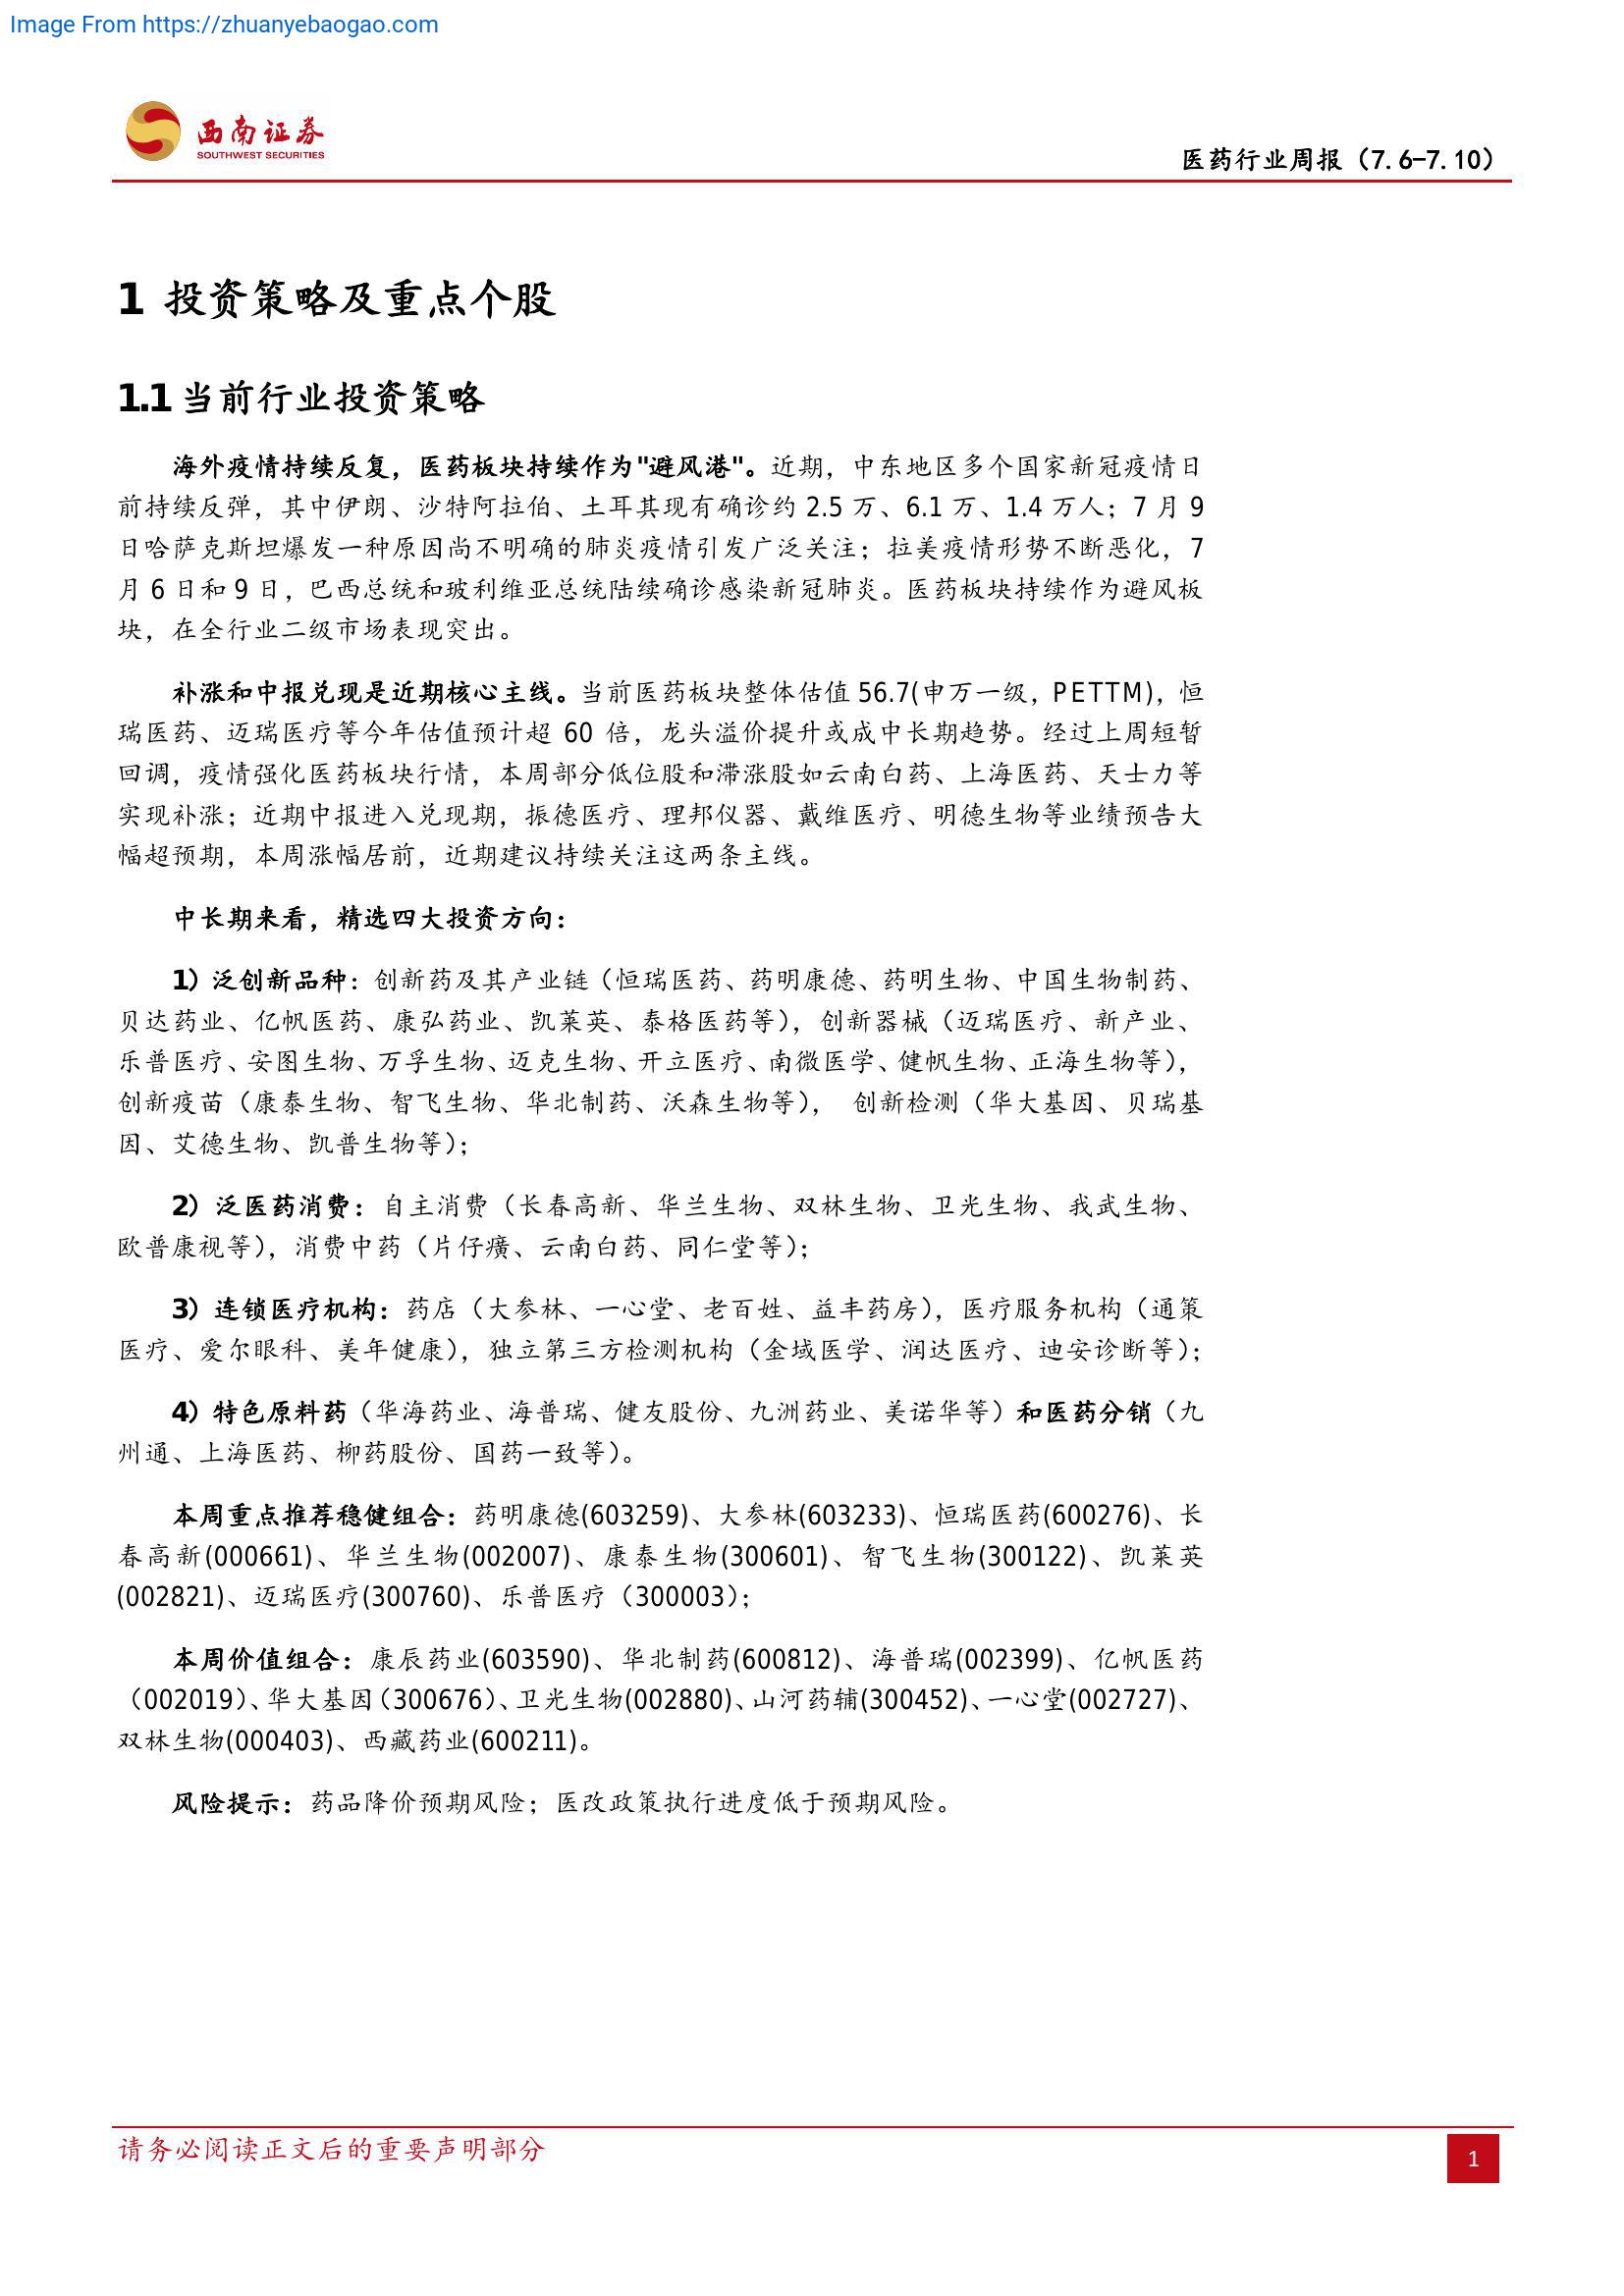 Image From https://zhuanyebaogao.com
西南证券
SOUTHWEST SECURITIES
医药行业周报（7.6-7.10）
1 投资策略及重点个股
1.1 当前行业投资策略
海外疫情持续反复，医药板块持续作为"避风港"。近期，中东地区多个国家新冠疫情日
前持续反弹，其中伊朗、沙特阿拉伯、土耳其现有确诊约 2.5 万、6.1 万、1.4 万人；7 月 9
日哈萨克斯坦爆发一种原因尚不明确的肺炎疫情引发广泛关注；拉美疫情形势不断恶化，7
月 6 日和 9 日，巴西总统和玻利维亚总统陆续确诊感染新冠肺炎。医药板块持续作为避风板
块，在全行业二级市场表现突出。
补涨和中报兑现是近期核心主线。当前医药板块整体估值 56.7(申万一级，PETTM)，恒
瑞医药、迈瑞医疗等今年估值预计超 60 倍，龙头溢价提升或成中长期趋势。经过上周短暂
回调，疫情强化医药板块行情，本周部分低位股和滞涨股如云南白药、上海医药、天士力等
实现补涨；近期中报进入兑现期，振德医疗、理邦仪器、戴维医疗、明德生物等业绩预告大
幅超预期，本周涨幅居前，近期建议持续关注这两条主线。
中长期来看，精选四大投资方向：
1）泛创新品种：创新药及其产业链（恒瑞医药、药明康德、药明生物、中国生物制药、
贝达药业、亿帆医药、康弘药业、凯莱英、泰格医药等），创新器械（迈瑞医疗、新产业、
乐普医疗、安图生物、万孚生物、迈克生物、开立医疗、南微医学、健帆生物、正海生物等），
创新疫苗（康泰生物、智飞生物、华北制药、沃森生物等）， 创新检测（华大基因、贝瑞基
因、艾德生物、凯普生物等）；
2）泛医药消费：自主消费（长春高新、华兰生物、双林生物、卫光生物、我武生物、
欧普康视等），消费中药（片仔癀、云南白药、同仁堂等）；
3）连锁医疗机构：药店（大参林、一心堂、老百姓、益丰药房），医疗服务机构（通策
医疗、爱尔眼科、美年健康），独立第三方检测机构（金域医学、润达医疗、迪安诊断等）；
4）特色原料药（华海药业、海普瑞、健友股份、九洲药业、美诺华等）和医药分销（九
州通、上海医药、柳药股份、国药一致等）。
本周重点推荐稳健组合：药明康德(603259)、大参林(603233)、恒瑞医药(600276)、长
春高新(000661)、华兰生物(002007)、康泰生物(300601)、智飞生物(300122)、凯莱英
(002821)、迈瑞医疗(300760)、乐普医疗（300003）；
本周价值组合：康辰药业(603590)、华北制药(600812)、海普瑞(002399)、亿帆医药
（002019）、华大基因（300676）、卫光生物(002880)、山河药辅(300452)、一心堂(002727)、
双林生物(000403)、西藏药业(600211)。
风险提示：药品降价预期风险；医改政策执行进度低于预期风险。
请务必阅读正文后的重要声明部分
1